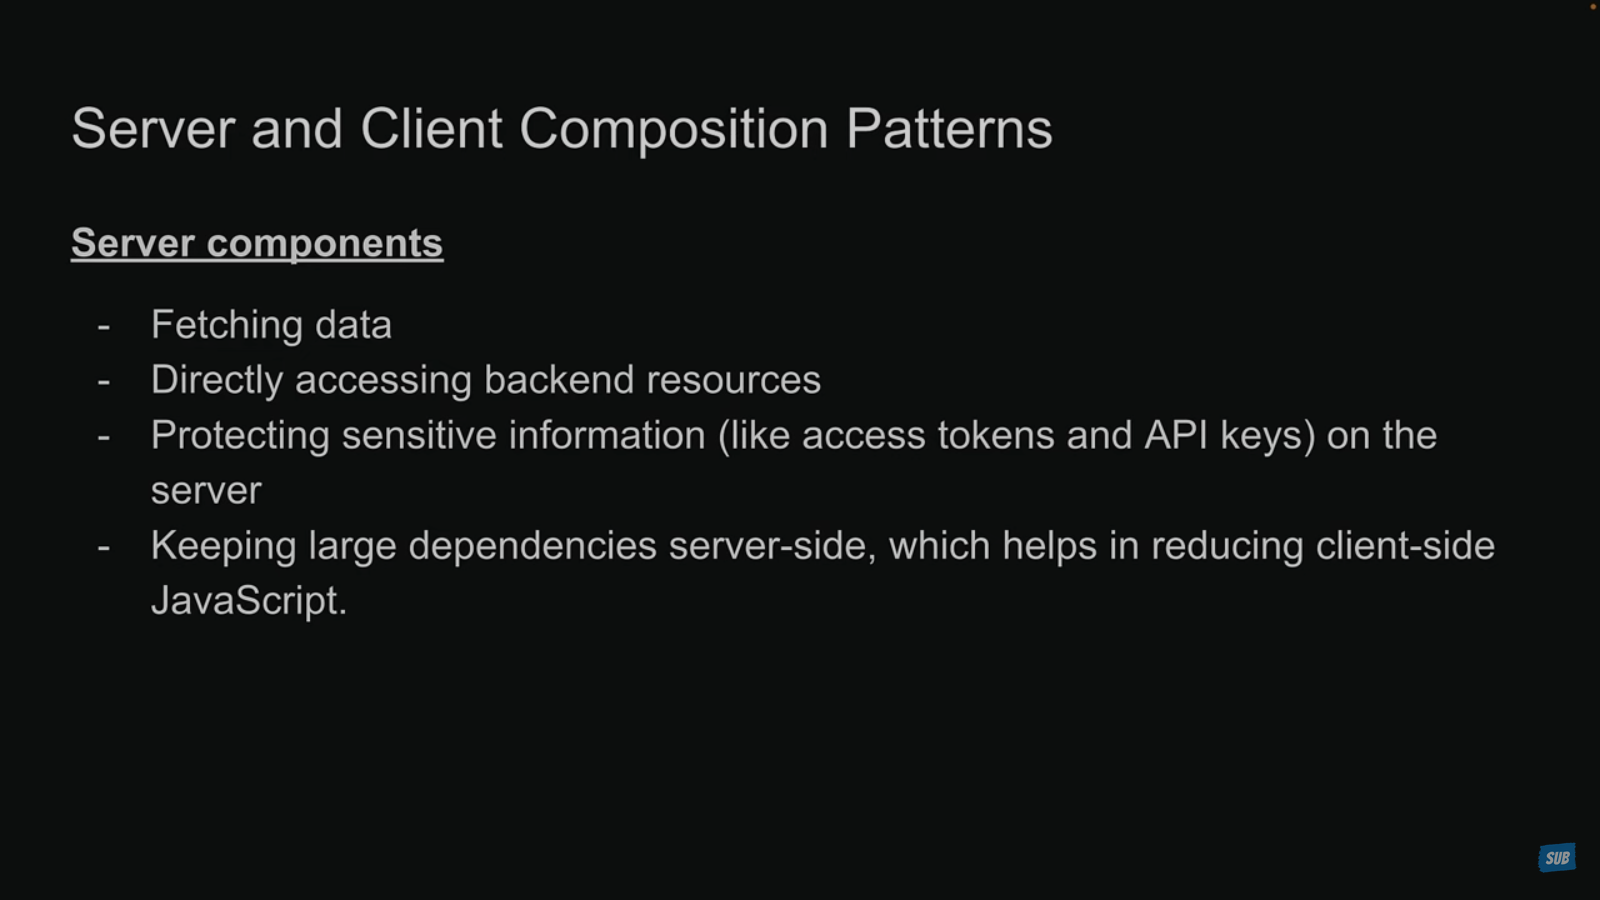 Server and Client Composition Patterns
Server components
- Fetching data
- Directly accessing backend resources
- Protecting sensitive information (like access tokens and API keys) on the
server
- Keeping large dependencies server-side, which helps in reducing client-side
JavaScript.
SUB